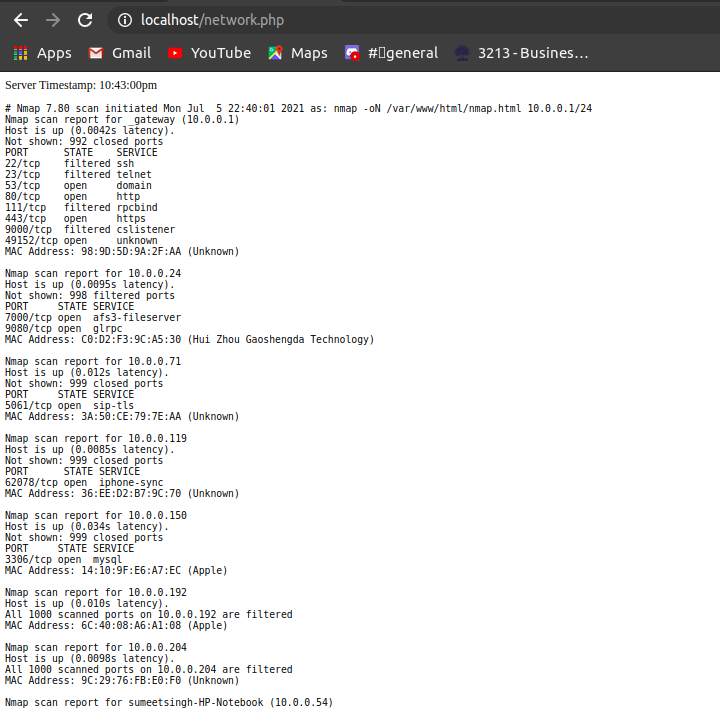 localhost/network.php
Apps Gmail YouTube Maps #general 3213 - Busines...
Server Timestamp: 10:43:00pm
# Nmap 7.80 scan initiated Mon Jul  5 22:40:01 2021 as: nmap -oN /var/www/html/nmap.html 10.0.0.1/24
Nmap scan report for _gateway (10.0.0.1)
Host is up (0.0042s latency).
Not shown: 992 closed ports
PORT      STATE    SERVICE
22/tcp    filtered ssh
23/tcp    filtered telnet
53/tcp    open     domain
80/tcp    open     http
111/tcp   filtered rpcbind
443/tcp   open     https
9000/tcp  filtered cslistener
49152/tcp open     unknown
MAC Address: 98:9D:5D:9A:2F:AA (Unknown)
Nmap scan report for 10.0.0.24
Host is up (0.0095s latency).
Not shown: 998 filtered ports
PORT     STATE SERVICE
7000/tcp open  afs3-fileserver
9080/tcp open  glrpc
MAC Address: C0:D2:F3:9C:A5:30 (Hui Zhou Gaoshengda Technology)
Nmap scan report for 10.0.0.71
Host is up (0.012s latency).
Not shown: 999 closed ports
PORT     STATE SERVICE
5061/tcp open  sip-tls
MAC Address: 3A:50:CE:79:7E:AA (Unknown)
Nmap scan report for 10.0.0.119
Host is up (0.0085s latency).
Not shown: 999 closed ports
PORT      STATE SERVICE
62078/tcp open  iphone-sync
MAC Address: 36:EE:D2:B7:9C:70 (Unknown)
Nmap scan report for 10.0.0.150
Host is up (0.034s latency).
Not shown: 999 closed ports
PORT     STATE SERVICE
3306/tcp open  mysql
MAC Address: 14:10:9F:E6:A7:EC (Apple)
Nmap scan report for 10.0.0.192
Host is up (0.010s latency).
All 1000 scanned ports on 10.0.0.192 are filtered
MAC Address: 6C:40:08:A6:A1:08 (Apple)
Nmap scan report for 10.0.0.204
Host is up (0.0098s latency).
All 1000 scanned ports on 10.0.0.204 are filtered
MAC Address: 9C:29:76:FB:E0:F0 (Unknown)
Nmap scan report for sumeetsingh-HP-Notebook (10.0.0.54)